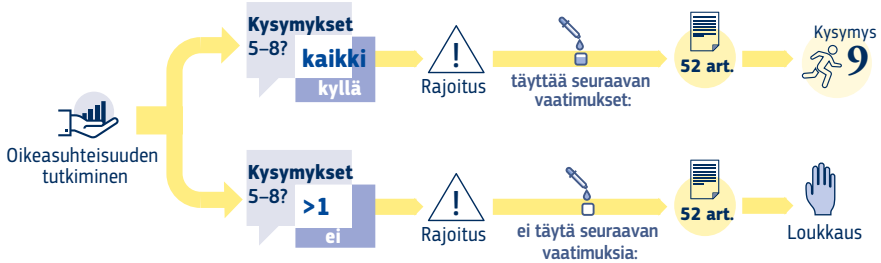 Oikeasuhteisuuden
tutkiminen
Kysymykset
5–8?
kaikki
kyllä
!
Rajoitus
täyttää seuraavan
vaatimukset:
52 art.
Kysymys
9
Kysymykset
5–8?
>1
ei
!
Rajoitus
ei täytä seuraavan
vaatimuksia:
52 art.
Loukkaus